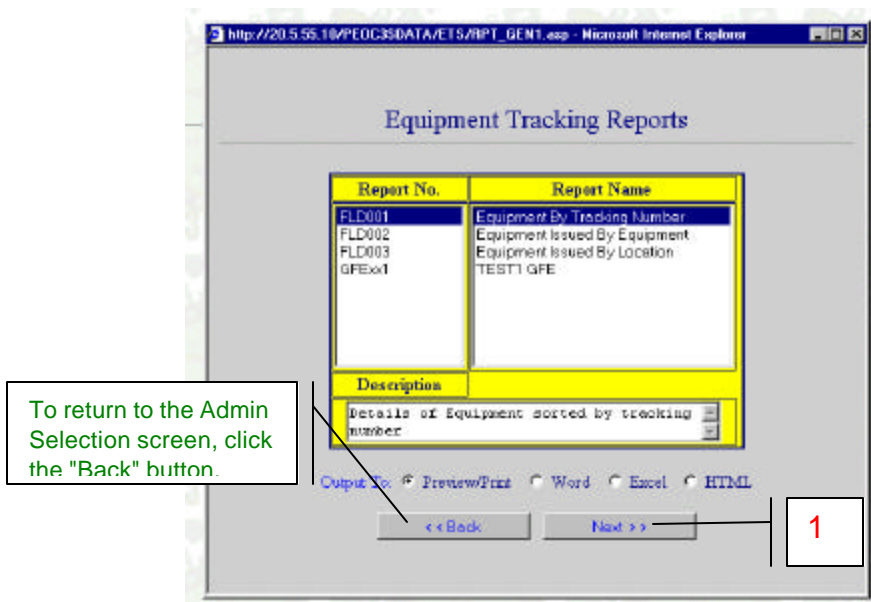 http://20.5.55.10/PEOC3SDATA/ETS/RPT_GEN1.asp - Microsoft Internet Explorer
Equipment Tracking Reports
Report No. Report Name
FLD001 Equipment By Tracking Number
FLD002 Equipment Issued By Equipment
FLD003 Equipment Issued By Location
GFExx1 TEST1 GFE
Description
Details of Equipment sorted by tracking
number
To return to the Admin
Selection screen, click
the "Back" button.
Output To: Preview/Print Word Excel HTML
<< Back Next >>
1